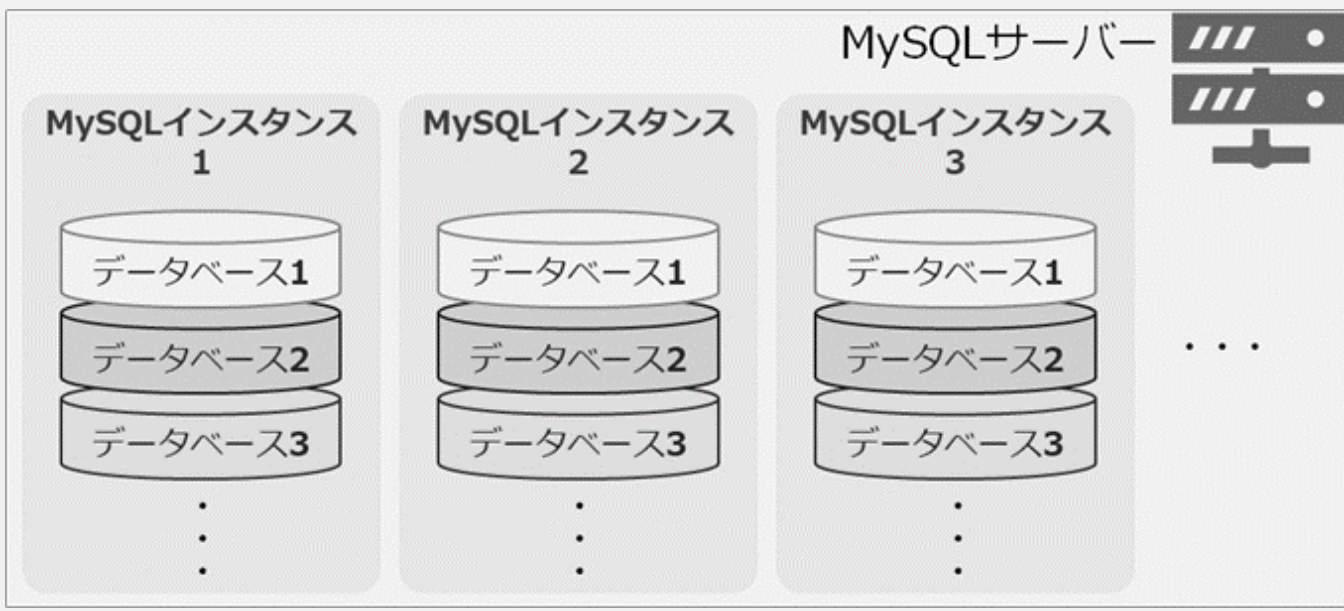 MySQLサーバー
MySQLインスタンス
1
データベース1
データベース2
データベース3
・
・
・
MySQLインスタンス
2
データベース1
データベース2
データベース3
・
・
・
MySQLインスタンス
3
データベース1
データベース2
データベース3
・
・
・
・・・